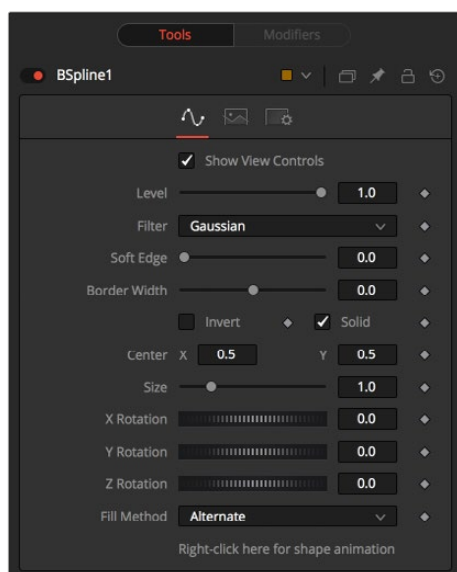 Tools Modifiers
BSpline1
Show View Controls
Level 1.0
Filter Gaussian
Soft Edge 0.0
Border Width 0.0
Invert Solid
Center X 0.5 Y 0.5
Size 1.0
X Rotation 0.0
Y Rotation 0.0
Z Rotation 0.0
Fill Method Alternate
Right-click here for shape animation